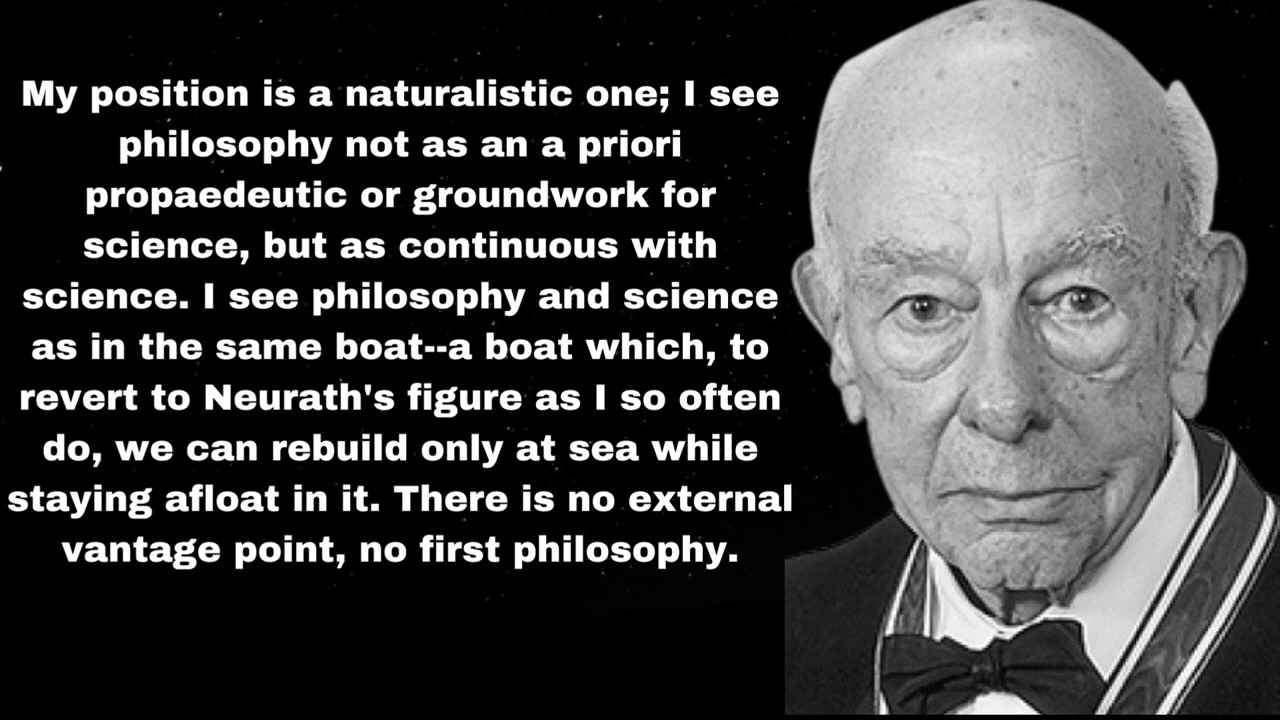 My position is a naturalistic one; I see
philosophy not as an a priori
propaedeutic or groundwork for
science, but as continuous with
science. I see philosophy and science
as in the same boat--a boat which, to
revert to Neurath's figure as I so often
do, we can rebuild only at sea while
staying afloat in it. There is no external
vantage point, no first philosophy.